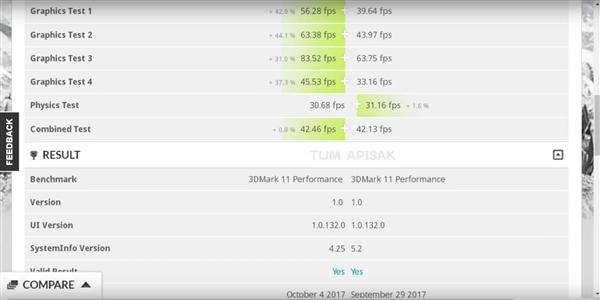 Graphics Test 1 + 42.0 % 56.28 fps 39.64 fps
Graphics Test 2 + 44.1 % 63.38 fps 43.97 fps
Graphics Test 3 + 31.0 % 83.52 fps 63.75 fps
Graphics Test 4 + 37.3 % 45.53 fps 33.16 fps
Physics Test 30.68 fps 31.16 fps + 1.6 %
Combined Test + 0.8 % 42.46 fps 42.13 fps
FEEDBACK
RESULT TUM APISAK
Benchmark 3DMark 11 Performance 3DMark 11 Performance
Version 1.0 1.0
UI Version 1.0.132.0 1.0.132.0
SystemInfo Version 4.25 5.2
Valid Result Yes Yes
COMPARE
October 4 2017 September 29 2017